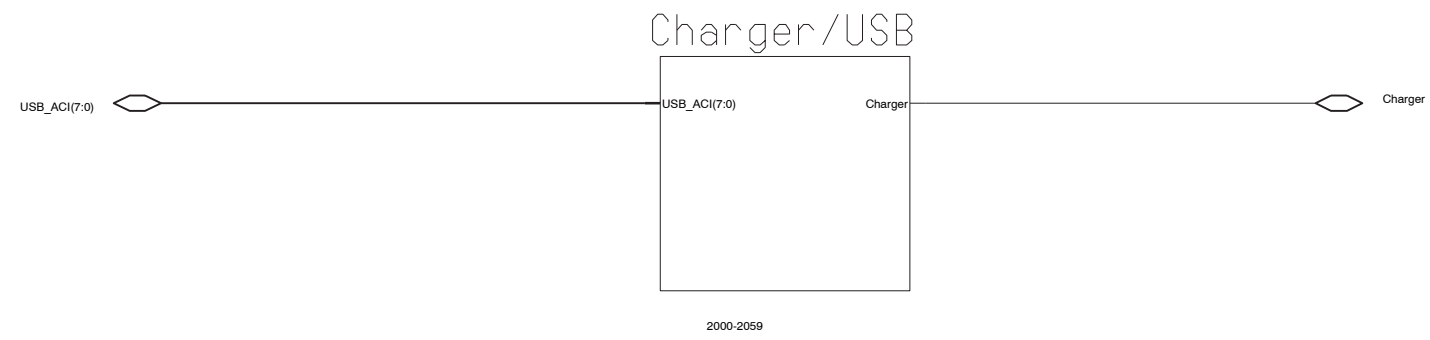 Charger/USB
USB_ACI(7:0)
USB_ACI(7:0)
Charger
Charger
2000-2059